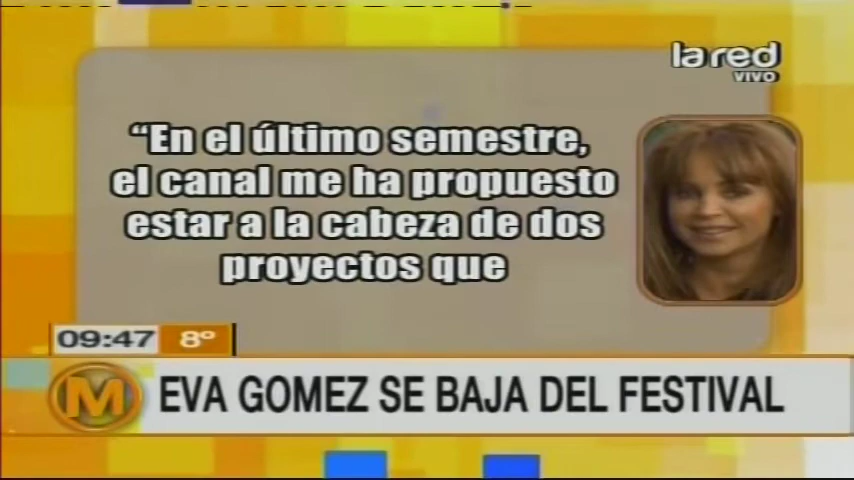 la red
VIVO
“En el último semestre,
el canal me ha propuesto
estar a la cabeza de dos
proyectos que
09:47 8º
M EVA GOMEZ SE BAJA DEL FESTIVAL